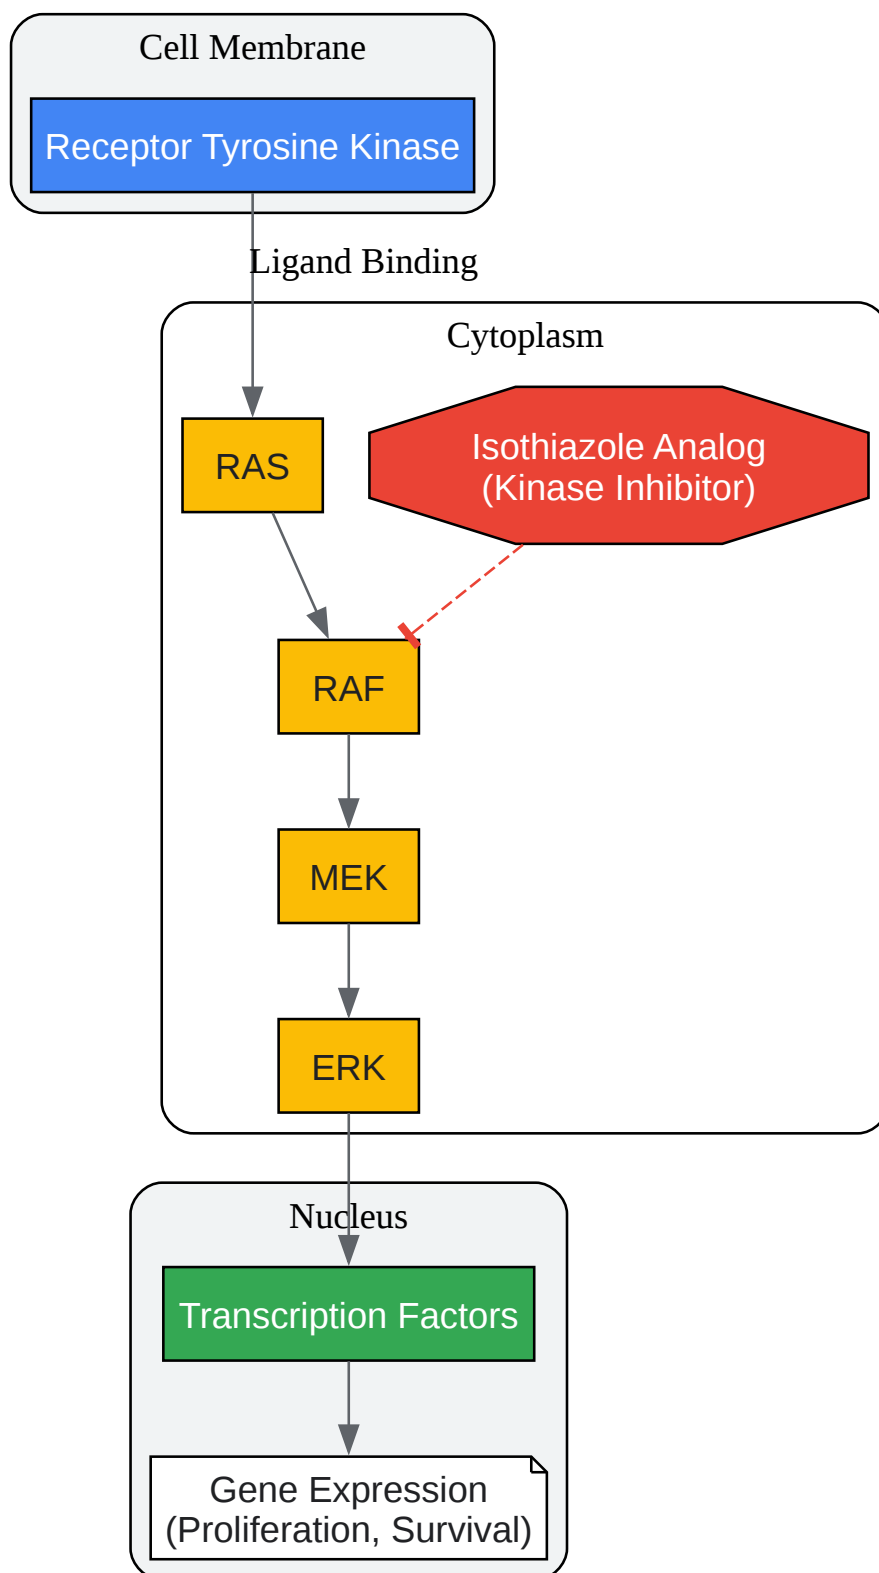 Cell Membrane
Receptor Tyrosine Kinase
Ligand Binding
Cytoplasm
RAS
Isothiazole Analog
(Kinase Inhibitor)
RAF
MEK
ERK
Nucleus
Transcription Factors
Gene Expression
(Proliferation, Survival)